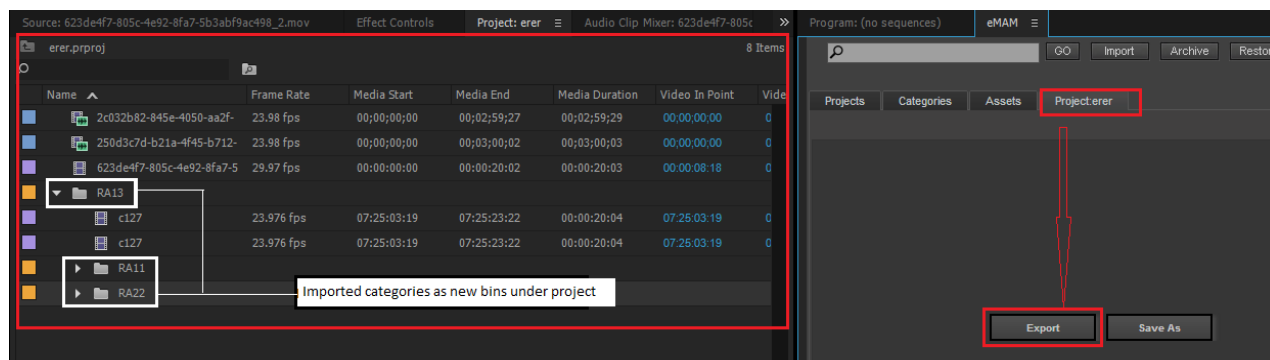 Source: 623de4f7-805c-4e92-8fa7-5b3abf9ac498_2.mov Effect Controls Project: erer Audio Clip Mixer: 623de4f7-805c Program: (no sequences) eMAM
erer.prproj 8 Items
GO Import Archive Restor
Name Frame Rate Media Start Media End Media Duration Video In Point Vide
Projects Categories Assets Project:erer
2c032b82-845e-4050-aa2f- 23.98 fps 00;00;00;00 00;02;59;27 00;02;59;29 00;00;00;00 0
250d3c7d-b21a-4f45-b712- 23.98 fps 00;00;00;00 00;03;00;02 00;03;00;03 00;00;00;00 0
623de4f7-805c-4e92-8fa7-5 29.97 fps 00:00:00:00 00:00:20:02 00:00:20:03 00:00:08:18 0
RA13
c127 23.976 fps 07:25:03:19 07:25:23:22 00:00:20:04 07:25:03:19 0
c127 23.976 fps 07:25:03:19 07:25:23:22 00:00:20:04 07:25:03:19 0
RA11
RA22
Imported categories as new bins under project
Export Save As